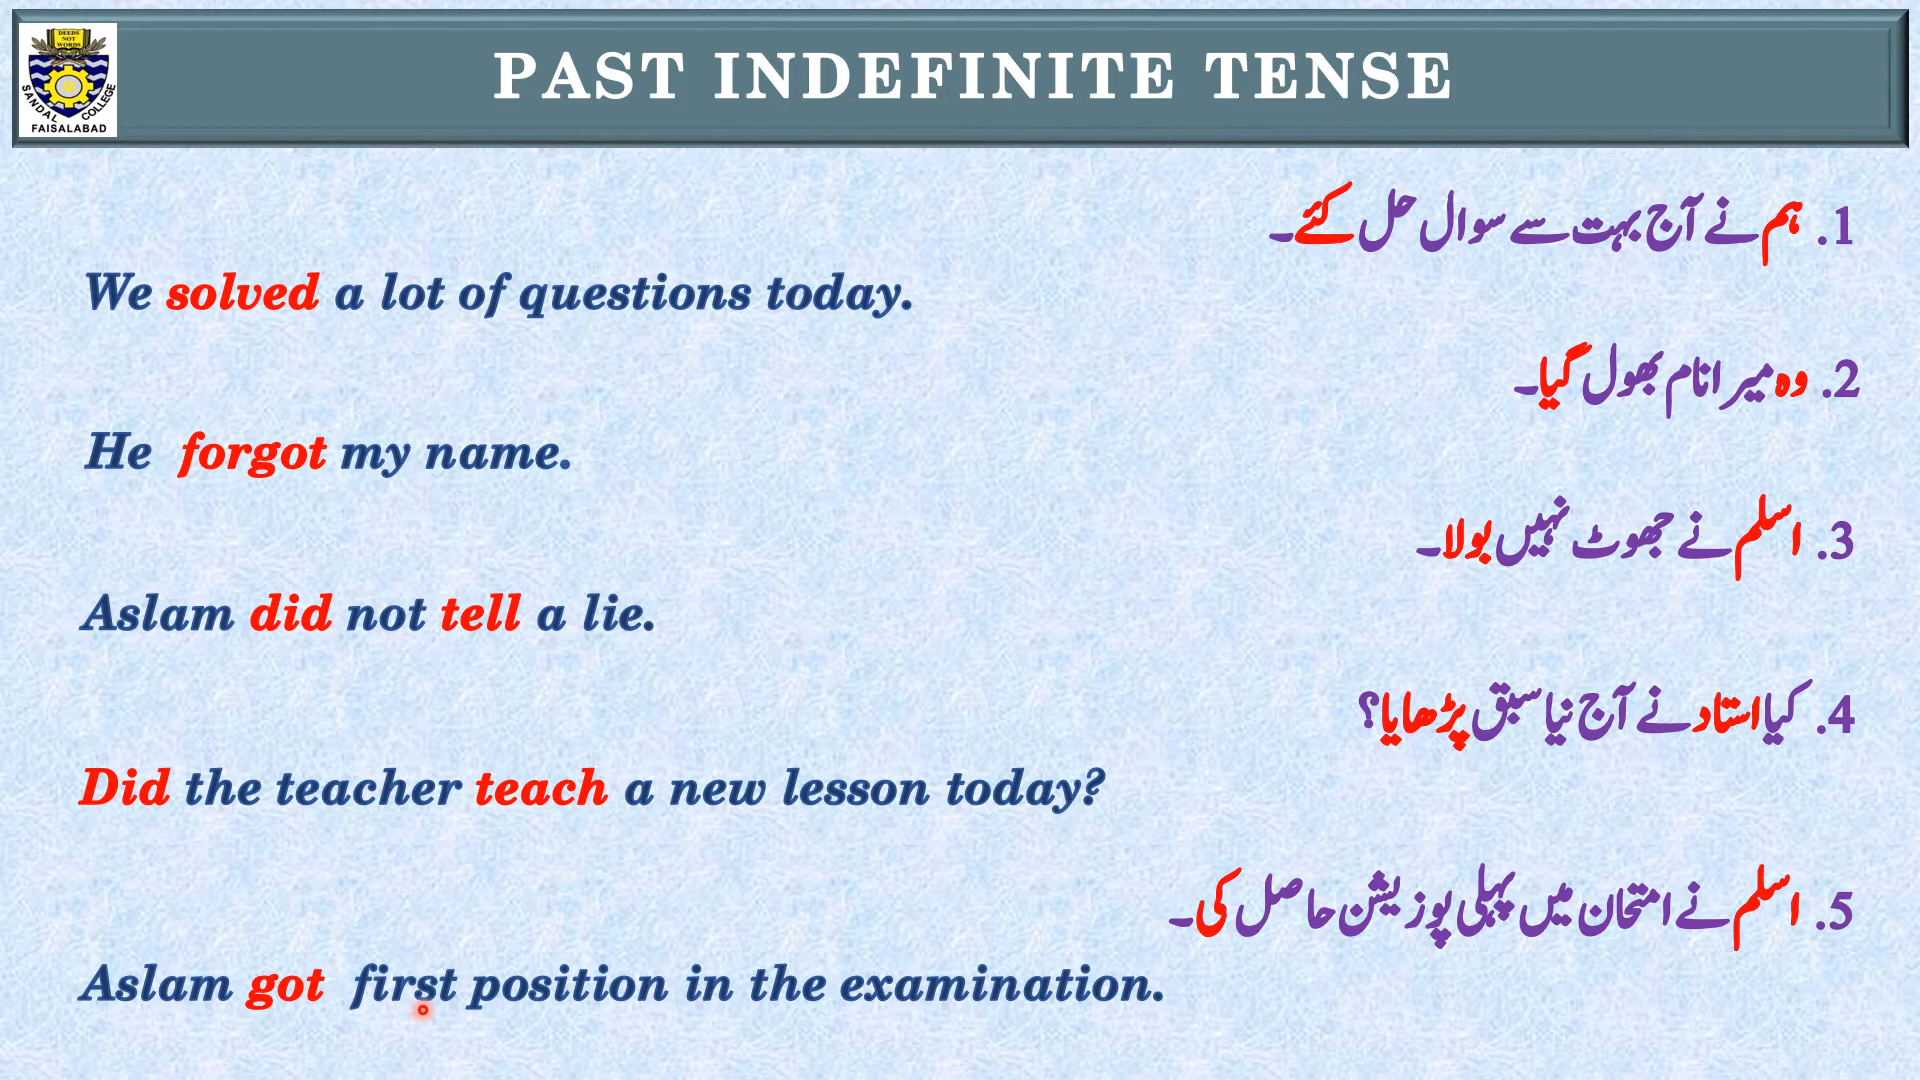 DEEDS
NOT
WORDS
SANDAL COLLEGE
FAISALABAD
PAST INDEFINITE TENSE
1. ہم نے آج بہت سے سوال حل کئے۔
We solved a lot of questions today.
2. وہ میرا نام بھول گیا۔
He forgot my name.
3. اسلم نے جھوٹ نہیں بولا۔
Aslam did not tell a lie.
4. کیا استاد نے آج نیا سبق پڑھایا؟
Did the teacher teach a new lesson today?
5. اسلم نے امتحان میں پہلی پوزیشن حاصل کی۔
Aslam got first position in the examination.